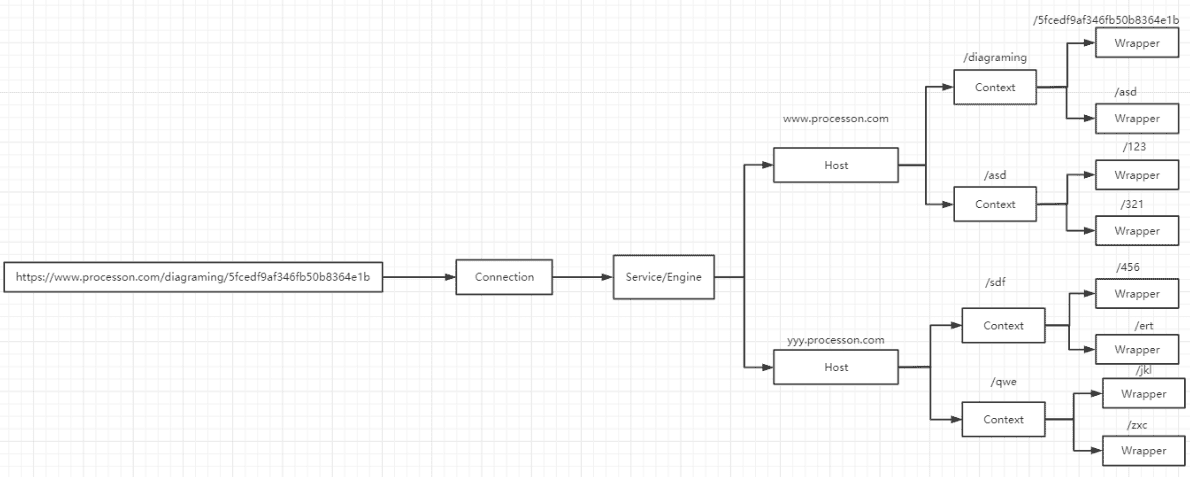 /5fcedf9af346fb50b8364e1b
Wrapper
/diagraming
Context
/asd
Wrapper
www.processon.com
Host
/123
Wrapper
/asd
Context
/321
Wrapper
https://www.processon.com/diagraming/5fcedf9af346fb50b8364e1b
Connection
Service/Engine
/456
Wrapper
/sdf
Context
/ert
Wrapper
yyy.processon.com
Host
/jkl
Wrapper
/qwe
Context
/zxc
Wrapper